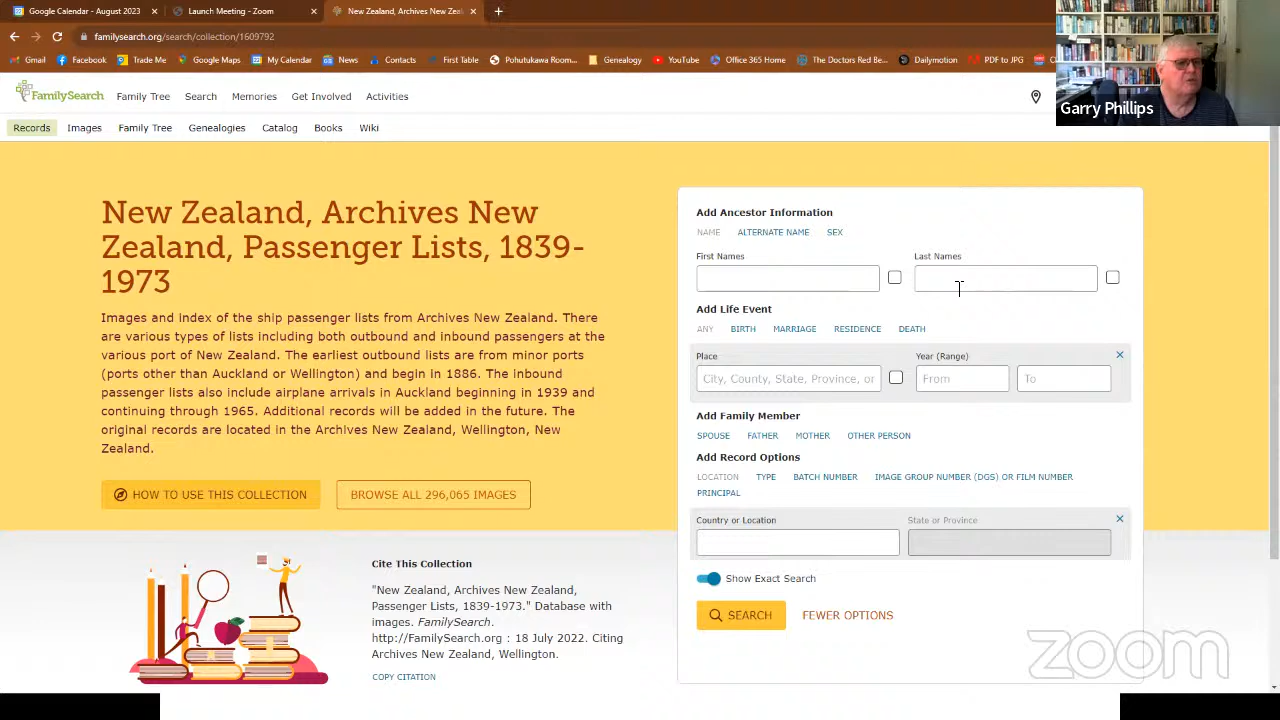 Google Calendar - August 2023
Launch Meeting - Zoom
New Zealand, Archives New Zeal
familysearch.org/search/collection/1609792
Gmail Facebook Trade Me Google Maps My Calendar News Contacts First Table Pohutukawa Room... Genealogy YouTube Office 365 Home The Doctors Red Be... Dailymotion PDF to JPG
Garry Phillips
FamilySearch Family Tree Search Memories Get Involved Activities
Records Images Family Tree Genealogies Catalog Books Wiki
New Zealand, Archives New
Zealand, Passenger Lists, 1839-
1973
Images and index of the ship passenger lists from Archives New Zealand. There
are various types of lists including both outbound and inbound passengers at the
various port of New Zealand. The earliest outbound lists are from minor ports
(ports other than Auckland or Wellington) and begin in 1886. The inbound
passenger lists also include airplane arrivals in Auckland beginning in 1939 and
continuing through 1965. Additional records will be added in the future. The
original records are located in the Archives New Zealand, Wellington, New
Zealand.
HOW TO USE THIS COLLECTION
BROWSE ALL 296,065 IMAGES
Cite This Collection
"New Zealand, Archives New Zealand,
Passenger Lists, 1839-1973." Database with
images. FamilySearch.
http://FamilySearch.org : 18 July 2022. Citing
Archives New Zealand, Wellington.
COPY CITATION
Add Ancestor Information
NAME ALTERNATE NAME SEX
First Names Last Names
Add Life Event
ANY BIRTH MARRIAGE RESIDENCE DEATH
Place Year (Range)
City, County, State, Province, or From To
Add Family Member
SPOUSE FATHER MOTHER OTHER PERSON
Add Record Options
LOCATION TYPE BATCH NUMBER IMAGE GROUP NUMBER (DGS) OR FILM NUMBER
PRINCIPAL
Country or Location State or Province
Show Exact Search
SEARCH FEWER OPTIONS
zoom